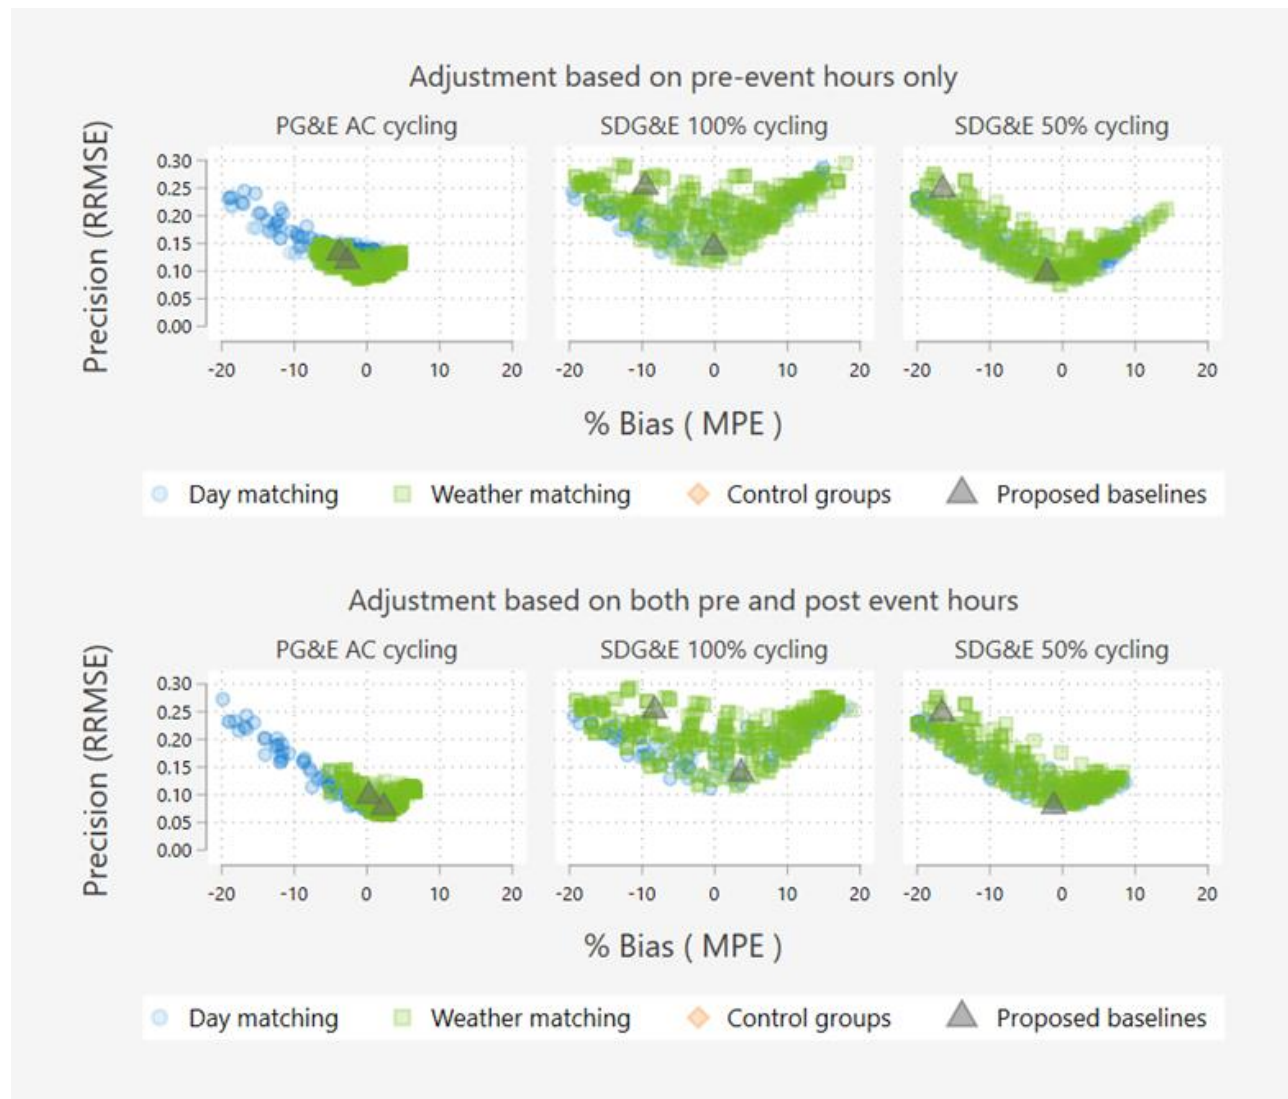 Adjustment based on pre-event hours only
PG&E AC cycling SDG&E 100% cycling SDG&E 50% cycling
Precision (RRMSE)
0.30
0.25
0.20
0.15
0.10
0.05
0.00
-20 -10 0 10 20 -20 -10 0 10 20 -20 -10 0 10 20
% Bias ( MPE )
Day matching Weather matching Control groups Proposed baselines
Adjustment based on both pre and post event hours
PG&E AC cycling SDG&E 100% cycling SDG&E 50% cycling
Precision (RRMSE)
0.30
0.25
0.20
0.15
0.10
0.05
0.00
-20 -10 0 10 20 -20 -10 0 10 20 -20 -10 0 10 20
% Bias ( MPE )
Day matching Weather matching Control groups Proposed baselines